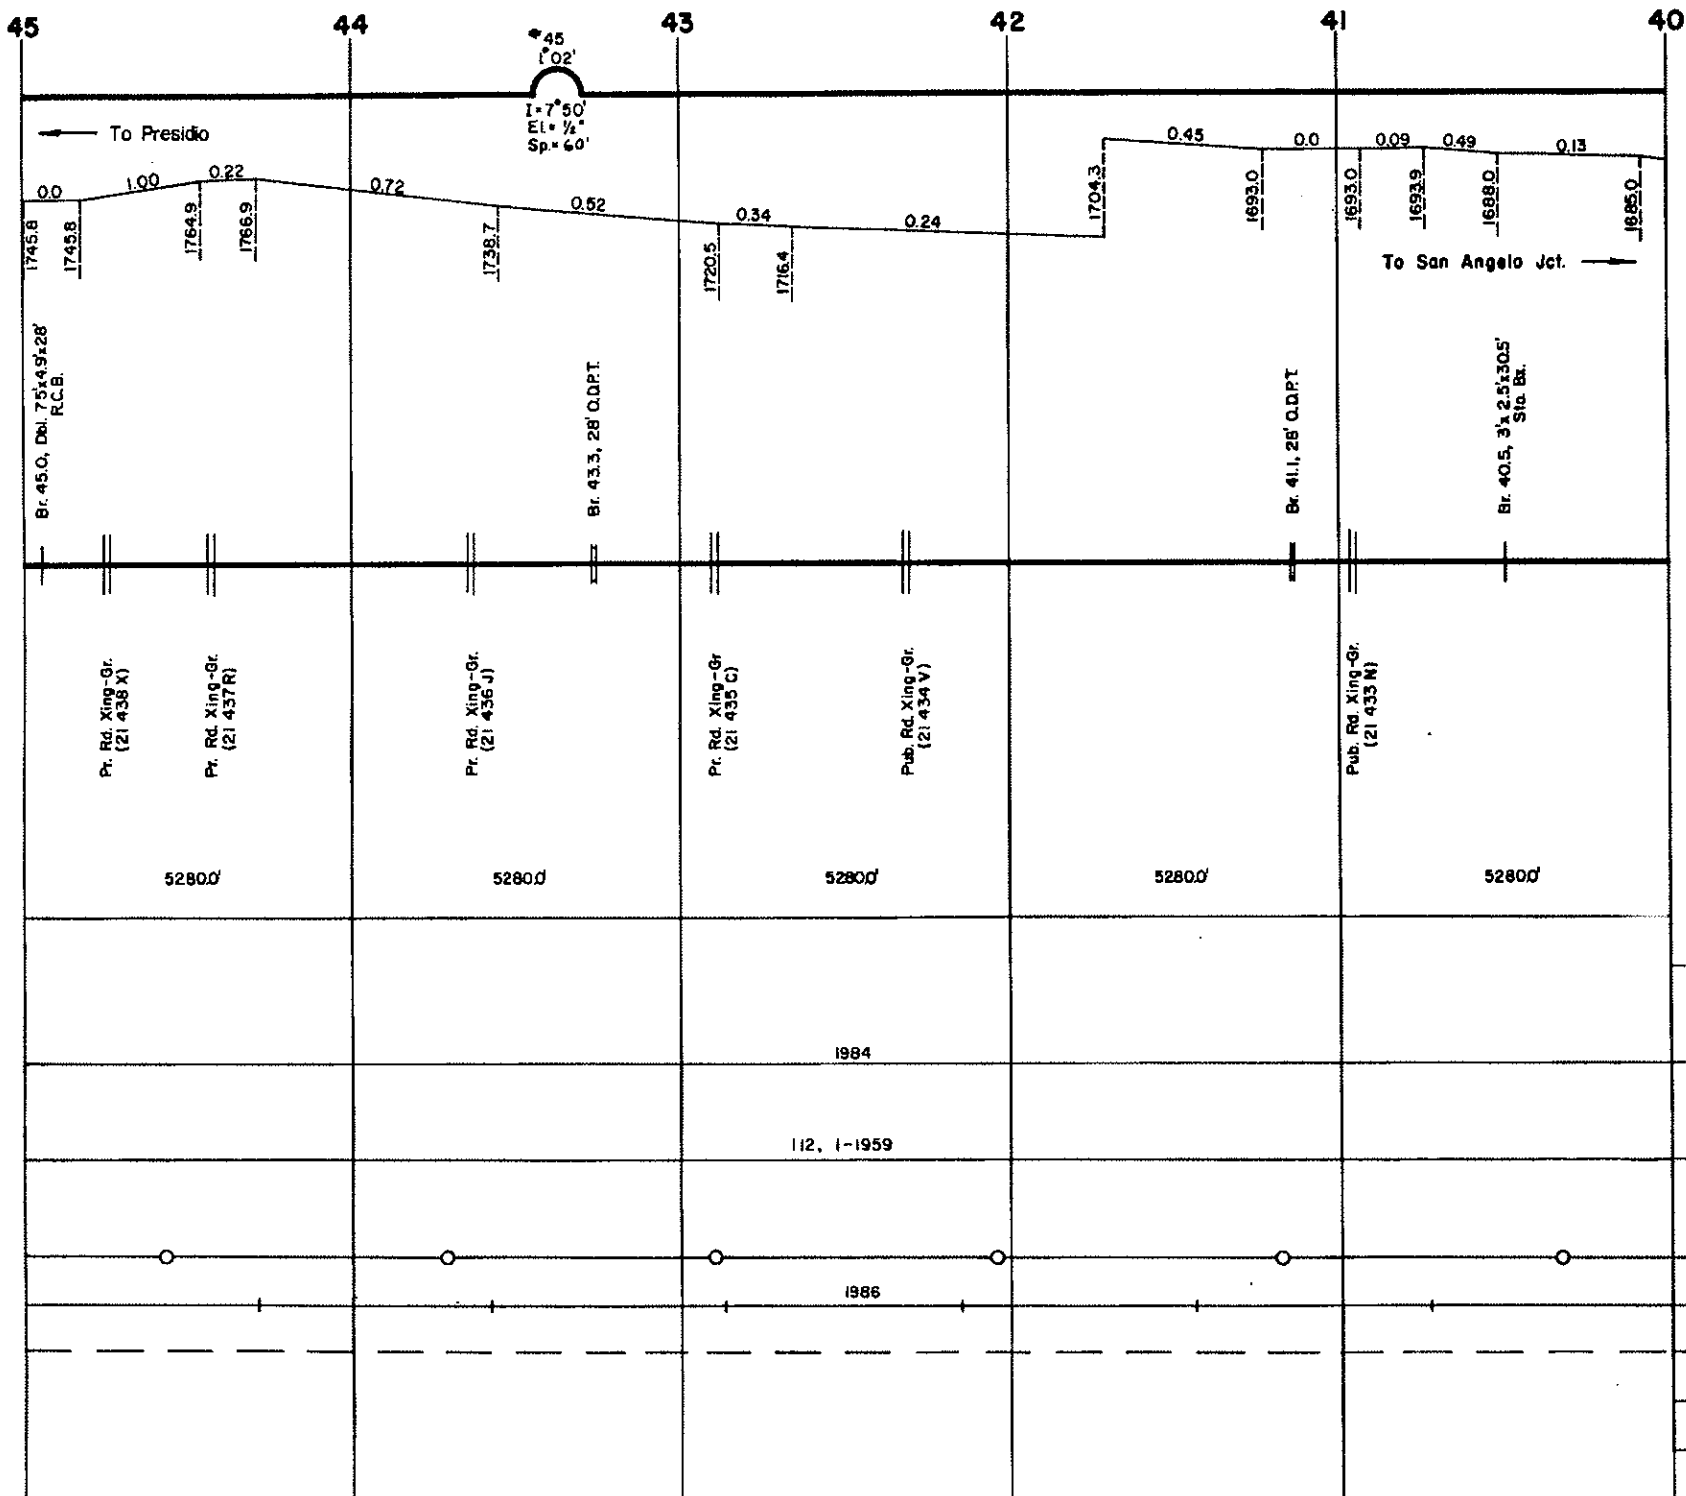 45
44
43
42
41
40
#45
1°02'
I=7°50'
El.= ½"
Sp.= 60'
To Presidio
0.0
1.00
0.22
0.72
0.52
0.34
0.24
0.45
0.0
0.09
0.49
0.13
1745.8
1745.8
1764.9
1766.9
1738.7
1720.5
1716.4
1704.3
1693.0
1693.0
1693.9
1688.0
1685.0
To San Angelo Jct.
Br. 45.0, Dbl. 7.5'x4.9'x28'
R.C.B.
Br. 43.3, 28' O.D.P.T.
Br. 41.1, 28' O.D.P.T.
Br. 40.5, 3'x 2.5'x30.5'
Sto. Bx.
Pr. Rd. Xing-Gr.
(21 438 X)
Pr. Rd. Xing-Gr.
(21 437 R)
Pr. Rd. Xing-Gr.
(21 436 J)
Pr. Rd. Xing-Gr
(21 435 C)
Pub. Rd. Xing-Gr.
(21 434 V)
Pub. Rd. Xing-Gr.
(21 433 N)
5280.0'
5280.0'
5280.0'
5280.0'
5280.0'
1984
112, 1-1959
1986